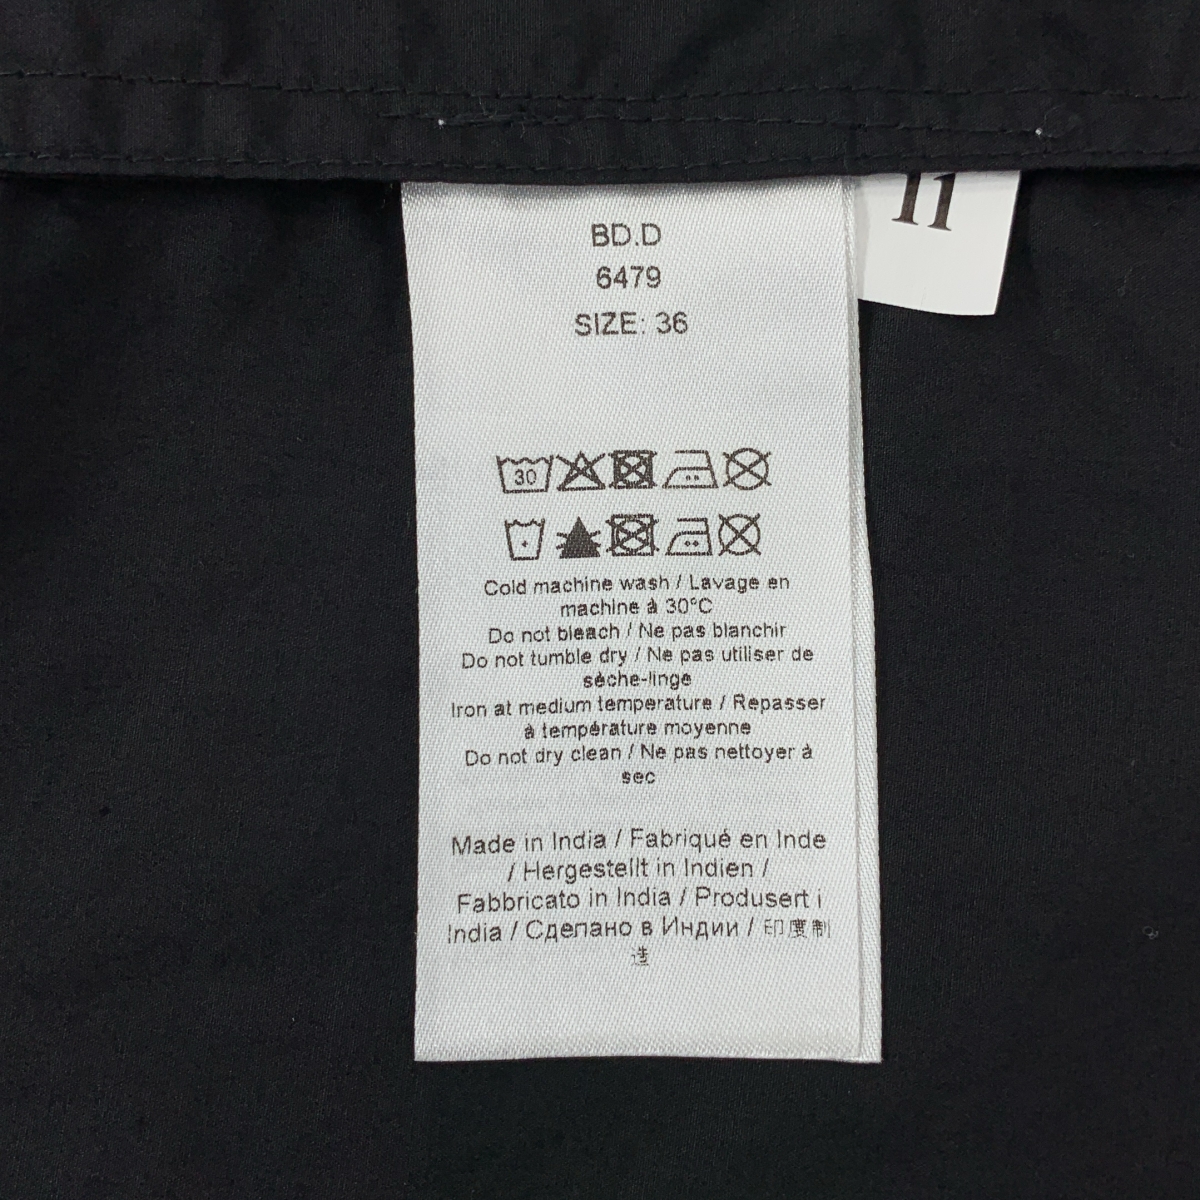 11
BD.D
6479
SIZE: 36
30
Cold machine wash / Lavage en
machine à 30°C
Do not bleach / Ne pas blanchir
Do not tumble dry / Ne pas utiliser de
sèche-linge
Iron at medium temperature / Repasser
à température moyenne
Do not dry clean / Ne pas nettoyer à
sec
Made in India / Fabriqué en Inde
/ Hergestellt in Indien /
Fabbricato in India / Produsert i
India / Сделано в Индии / 印度制
造